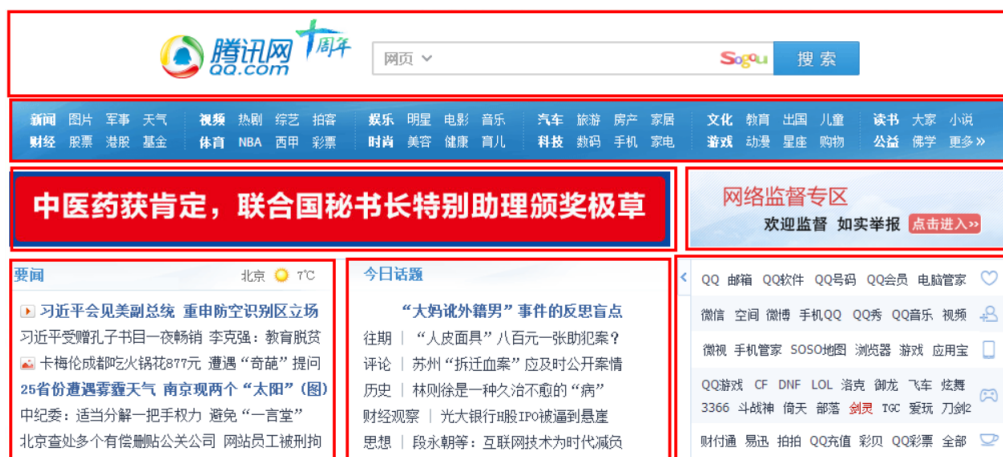 腾讯网 十周年
QQ.com
网页 Sogou 搜索
新闻 图片 军事 天气 视频 热剧 综艺 拍客 娱乐 明星 电影 音乐 汽车 旅游 房产 家居 文化 教育 出国 儿童 读书 大家 小说
财经 股票 港股 基金 体育 NBA 西甲 彩票 时尚 美容 健康 育儿 科技 数码 手机 家电 游戏 动漫 星座 购物 公益 佛学 更多»
中医药获肯定，联合国秘书长特别助理颁奖极草
网络监督专区
欢迎监督 如实举报 点击进入»
要闻 北京 7℃
习近平会见美副总统 重申防空识别区立场
习近平受赠孔子书目一夜畅销 李克强：教育脱贫
卡梅伦成都吃火锅花877元 遭遇“奇葩”提问
25省份遭遇雾霾天气 南京现两个“太阳”(图)
中纪委：适当分解一把手权力 避免“一言堂”
北京查处多个有偿删贴公关公司 网站员工被刑拘
今日话题
“大妈讹外籍男”事件的反思盲点
往期 | “人皮面具”八百元一张助犯案？
评论 | 苏州“拆迁血案”应及时公开案情
历史 | 林则徐是一种久治不愈的“病”
财经观察 | 光大银行H股IPO被逼到悬崖
思想 | 段永朝等：互联网技术为时代减负
QQ 邮箱 QQ软件 QQ号码 QQ会员 电脑管家
微信 空间 微博 手机QQ QQ秀 QQ音乐 视频
微视 手机管家 SOSO地图 浏览器 游戏 应用宝
QQ游戏 CF DNF LOL 洛克 御龙 飞车 炫舞
3366 斗战神 倚天 部落 剑灵 TGC 爱玩 刀剑2
财付通 易迅 拍拍 QQ充值 彩贝 QQ彩票 全部